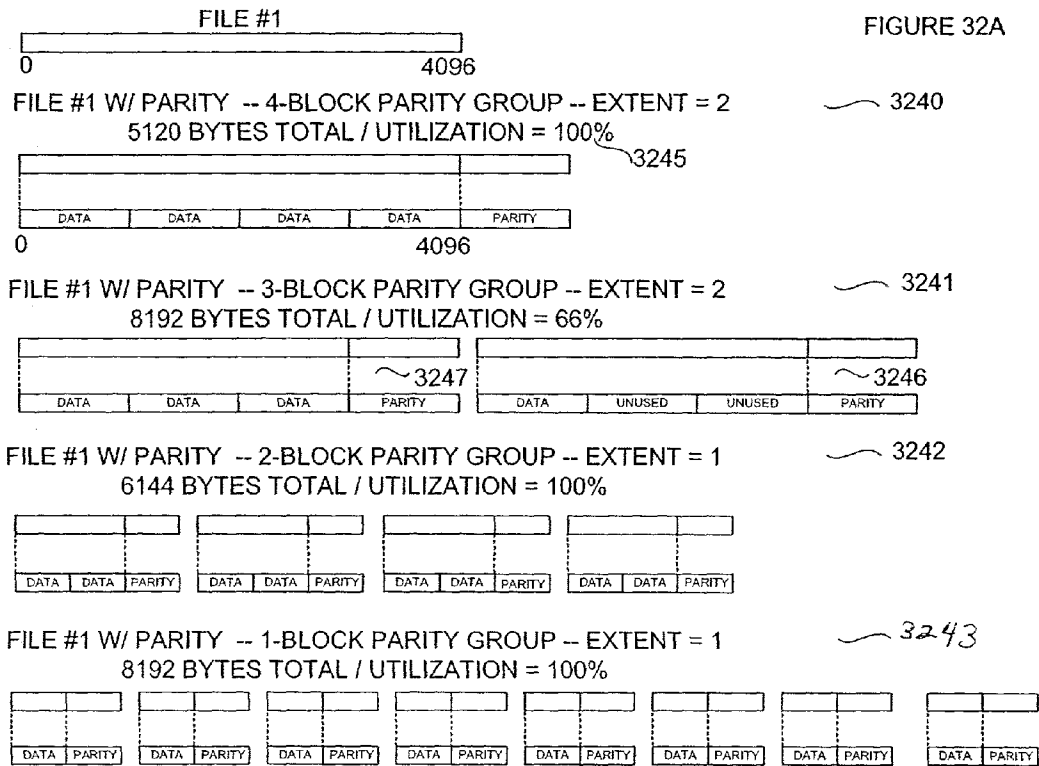 FILE #1
FIGURE 32A
0 4096
FILE #1 W/ PARITY -- 4-BLOCK PARITY GROUP -- EXTENT = 2 3240
5120 BYTES TOTAL / UTILIZATION = 100%
3245
DATA DATA DATA DATA PARITY
0 4096
FILE #1 W/ PARITY -- 3-BLOCK PARITY GROUP -- EXTENT = 2 3241
8192 BYTES TOTAL / UTILIZATION = 66%
3247 3246
DATA DATA DATA PARITY DATA UNUSED UNUSED PARITY
FILE #1 W/ PARITY -- 2-BLOCK PARITY GROUP -- EXTENT = 1 3242
6144 BYTES TOTAL / UTILIZATION = 100%
DATA DATA PARITY DATA DATA PARITY DATA DATA PARITY DATA DATA PARITY
FILE #1 W/ PARITY -- 1-BLOCK PARITY GROUP -- EXTENT = 1 3243
8192 BYTES TOTAL / UTILIZATION = 100%
DATA PARITY DATA PARITY DATA PARITY DATA PARITY DATA PARITY DATA PARITY DATA PARITY DATA PARITY